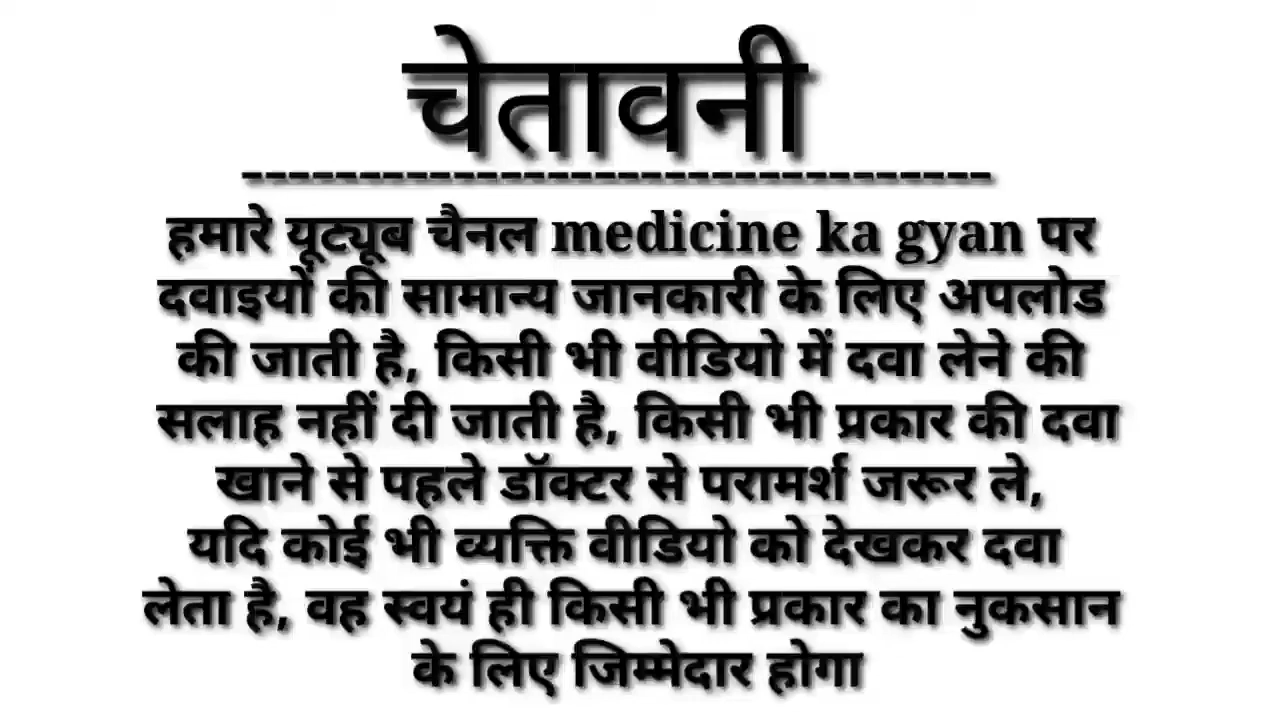 चेतावनी
------------------------------------
हमारे यूट्यूब चैनल medicine ka gyan पर
दवाइयों की सामान्य जानकारी के लिए अपलोड
की जाती है, किसी भी वीडियो में दवा लेने की
सलाह नहीं दी जाती है, किसी भी प्रकार की दवा
खाने से पहले डॉक्टर से परामर्श जरूर ले,
यदि कोई भी व्यक्ति वीडियो को देखकर दवा
लेता है, वह स्वयं ही किसी भी प्रकार का नुकसान
के लिए जिम्मेदार होगा